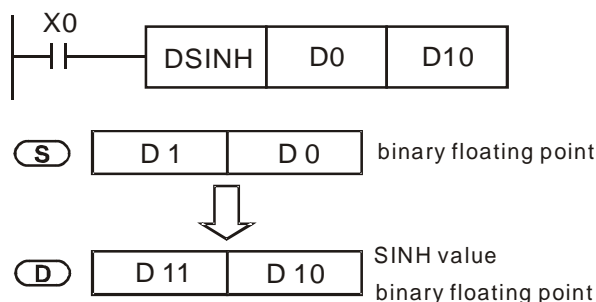 X0
DSINH D0 D10
S D 1 D 0 binary floating point
SINH value
D D 11 D 10
binary floating point